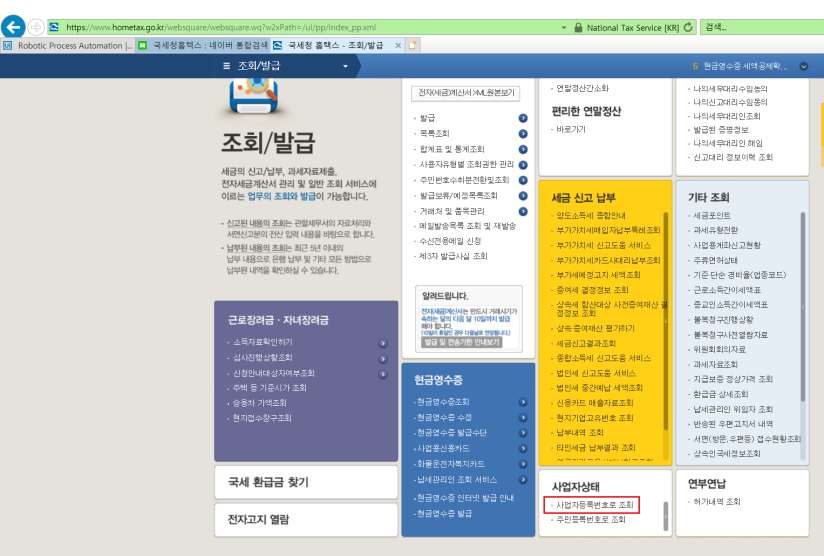 https://www.hometax.go.kr/websquare/websquare.wq?w2xPath=/ui/pp/index_pp.xml
National Tax Service [KR]
검색...
Robotic Process Automation |...
국세청홈택스 : 네이버 통합검색
국세청 홈택스 - 조회/발급
조회/발급
5 현금영수증 세액공제확...
조회/발급
세금의 신고/납부, 과세자료제출,
전자세금계산서 관리 및 일반 조회 서비스에
이르는 업무의 조회와 발급이 가능합니다.
- 신고된 내용의 조회는 관할세무서의 자료처리와
서면신고분의 전산 입력 내용을 바탕으로 합니다.
- 납부된 내용의 조회는 최근 5년 이내의
납부 내용으로 은행 납부 및 기타 모든 방법으로
납부된 내역을 확인하실 수 있습니다.
근로장려금 · 자녀장려금
· 소득자료확인하기
· 심사진행상황조회
· 신청안내대상자여부조회
· 주택 등 기준시가 조회
· 승용차 가액조회
· 현지접수창구조회
국세 환급금 찾기
전자고지 열람
전자(세금)계산서 XML 원본보기
· 발급
· 목록조회
· 합계표 및 통계조회
· 사용자유형별 조회권한 관리
· 주민번호수취분전환및조회
· 발급보류/예정목록조회
· 거래처 및 품목관리
· 메일발송목록 조회 및 재발송
· 수신전용메일 신청
· 제3자 발급사실 조회
알려드립니다.
전자(세금)계산서는 반드시 거래시기가
속하는 달의 다음 달 10일까지 발급
해야 합니다.
(10일이 휴일인 경우 다음날로 연장됩니다.)
발급 및 전송기한 안내보기
현금영수증
· 현금영수증조회
· 현금영수증 수정
· 현금영수증 발급수단
· 사업용신용카드
· 화물운전자복지카드
· 납세관리인 조회 서비스
· 현금영수증 인터넷 발급 안내
· 현금영수증 발급
· 연말정산간소화
편리한 연말정산
· 바로가기
세금 신고 납부
· 양도소득세 종합안내
· 부가가치세매입자납부특례조회
· 부가가치세 신고도움 서비스
· 부가가치세카드사대리납부조회
· 부가세예정고지 세액조회
· 증여세 결정정보 조회
· 상속세 합산대상 사전증여재산 결
정정보 조회
· 상속·증여재산 평가하기
· 세금신고결과조회
· 종합소득세 신고도움 서비스
· 법인세 신고도움 서비스
· 법인세 중간예납 세액조회
· 신용카드 매출자료조회
· 현지기업고유번호 조회
· 납부내역 조회
· 타인세금 납부결과 조회
사업자상태
· 사업자등록번호로 조회
· 주민등록번호로 조회
· 나의세무대리수임동의
· 나의신고대리수임동의
· 나의세무대리인조회
· 발급된 증명정보
· 나의세무대리인 해임
· 신고대리 정보이력 조회
기타 조회
· 세금포인트
· 과세유형전환
· 사업용계좌신고현황
· 주류면허상태
· 기준·단순 경비율(업종코드)
· 근로소득간이세액표
· 종교인소득간이세액표
· 불복청구진행상황
· 불복청구사전열람자료
· 위원회회의자료
· 과세자료조회
· 지급보증 정상가격 조회
· 환급금 상세조회
· 납세관리인 위임자 조회
· 반송된 우편고지서 내역
· 서면(방문,우편등) 접수현황조회
· 상속인국세정보조회
연부연납
· 허가내역 조회